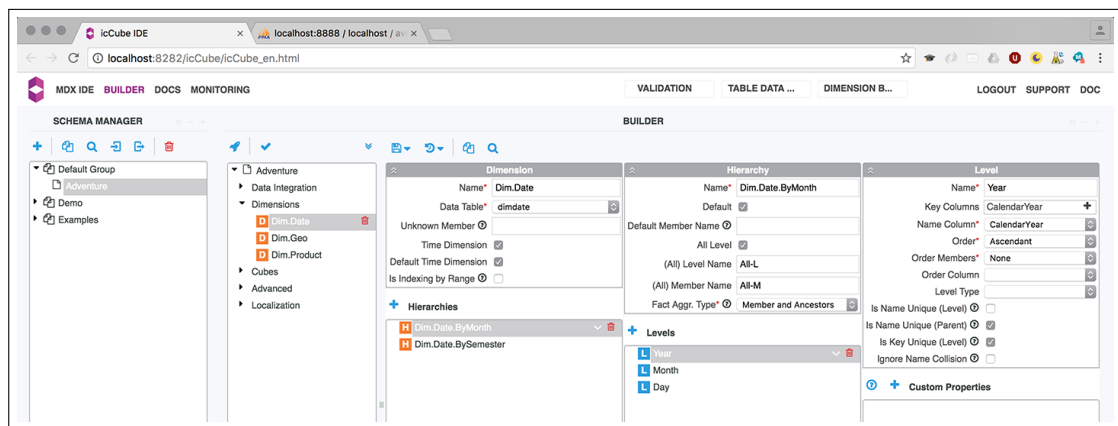 icCube IDE × localhost:8888 / localhost / av ×
localhost:8282/icCube/icCube_en.html
MDX IDE BUILDER DOCS MONITORING VALIDATION TABLE DATA ... DIMENSION B... LOGOUT SUPPORT DOC
SCHEMA MANAGER
Default Group
Adventure
Demo
Examples
BUILDER
Adventure
Data Integration
Dimensions
D Dim.Date
D Dim.Geo
D Dim.Product
Cubes
Advanced
Localization
Dimension
Name* Dim.Date
Data Table* dimdate
Unknown Member
Time Dimension
Default Time Dimension
Is Indexing by Range
+ Hierarchies
H Dim.Date.ByMonth
H Dim.Date.BySemester
Hierarchy
Name* Dim.Date.ByMonth
Default
Default Member Name
All Level
(All) Level Name All-L
(All) Member Name All-M
Fact Aggr. Type* Member and Ancestors
+ Levels
L Year
L Month
L Day
Level
Name* Year
Key Columns CalendarYear +
Name Column* CalendarYear
Order* Ascendant
Order Members* None
Order Column
Level Type
Is Name Unique (Level)
Is Name Unique (Parent)
Is Key Unique (Level)
Ignore Name Collision
+ Custom Properties